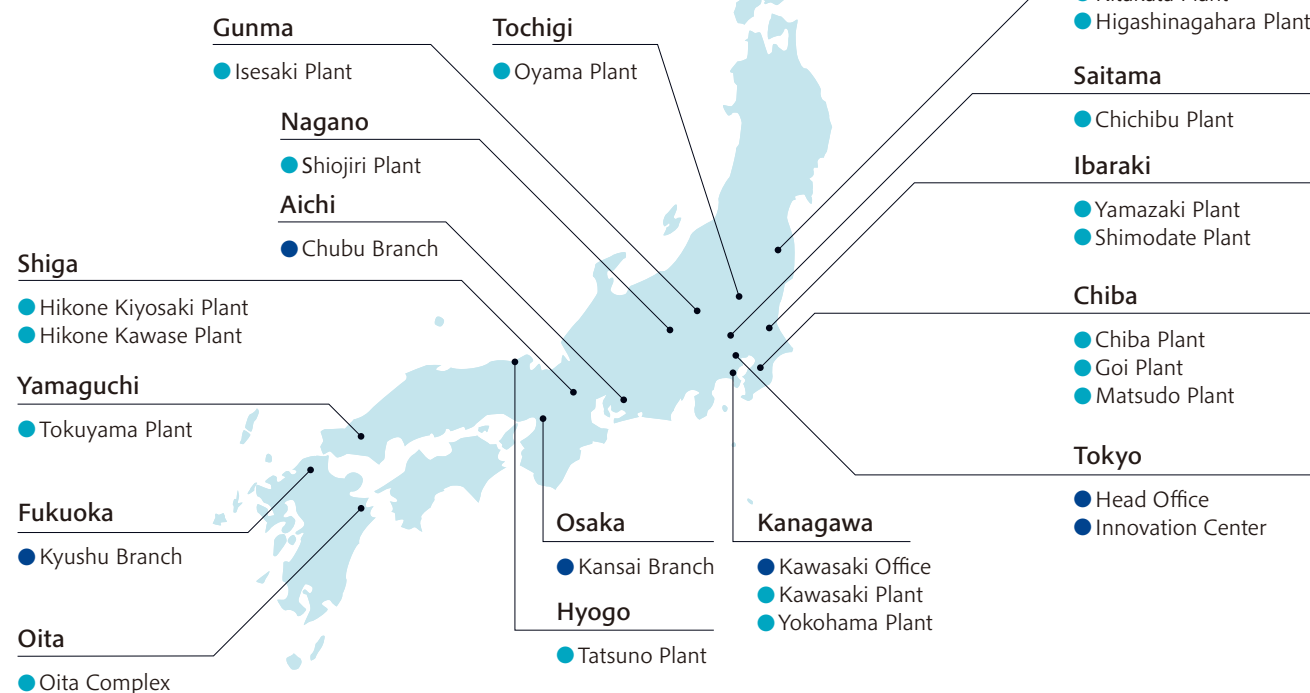 Gunma
Isesaki Plant
Tochigi
Oyama Plant
Nagano
Shiojiri Plant
Aichi
Chubu Branch
Shiga
Hikone Kiyosaki Plant
Hikone Kawase Plant
Yamaguchi
Tokuyama Plant
Fukuoka
Kyushu Branch
Oita
Oita Complex
Osaka
Kansai Branch
Hyogo
Tatsuno Plant
Kanagawa
Kawasaki Office
Kawasaki Plant
Yokohama Plant
Higashinagahara Plant
Saitama
Chichibu Plant
Ibaraki
Yamazaki Plant
Shimodate Plant
Chiba
Chiba Plant
Goi Plant
Matsudo Plant
Tokyo
Head Office
Innovation Center